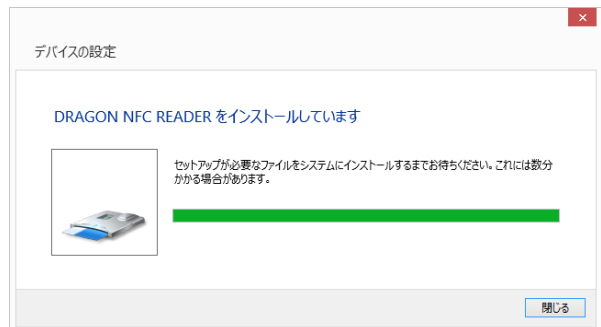 デバイスの設定
DRAGON NFC READER をインストールしています
セットアップが必要なファイルをシステムにインストールするまでお待ちください。これには数分
かかる場合があります。
閉じる